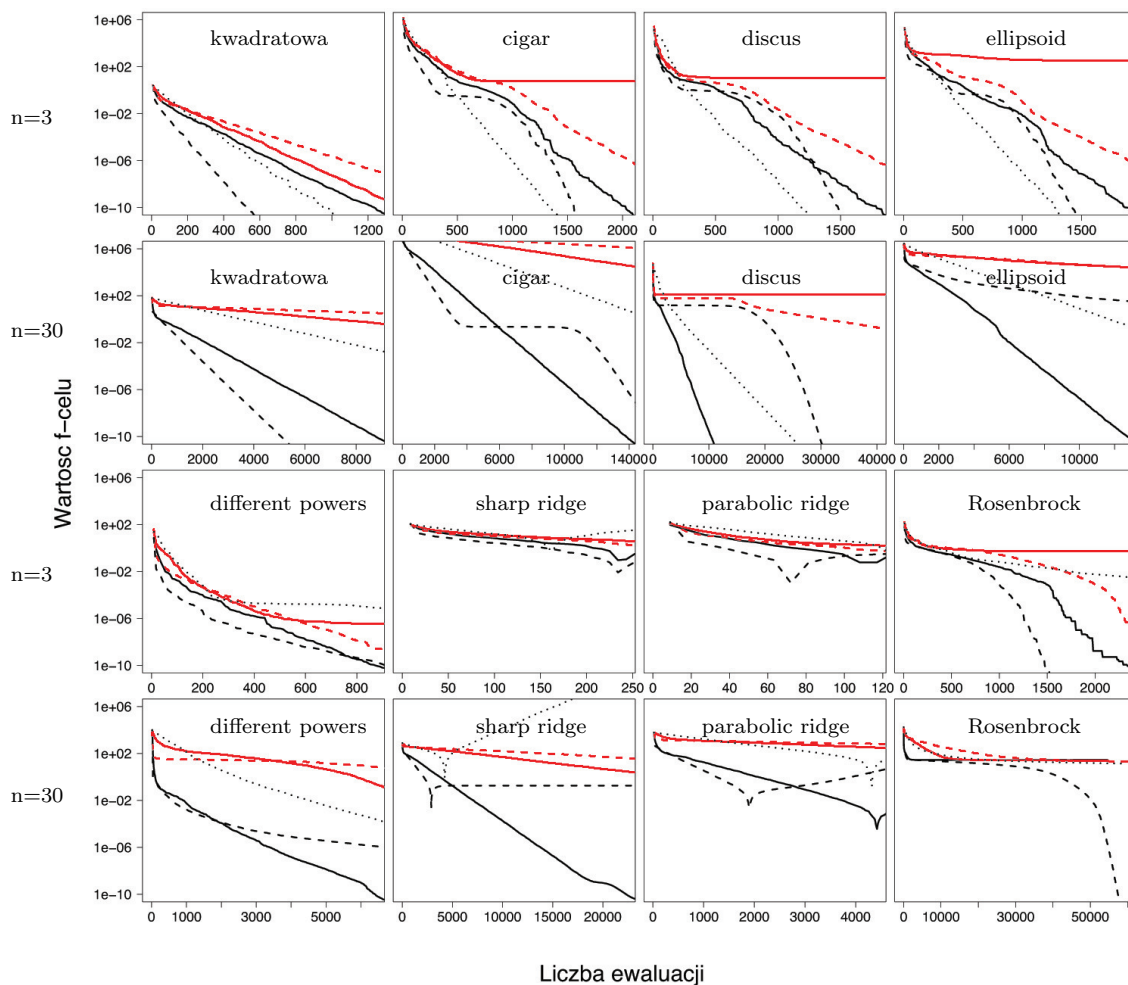 kwadratowa cigar discus ellipsoid
n=3
1e+06
1e+02
1e−02
1e−06
1e−10
0 200 400 600 800 1200
0 500 1000 1500 2000
0 500 1000 1500
0 500 1000 1500
kwadratowa cigar discus ellipsoid
n=30
1e+06
1e+02
1e−02
1e−06
1e−10
0 2000 4000 6000 8000
0 2000 6000 10000 14000
0 10000 20000 30000 40000
0 2000 6000 10000
Wartosc f−celu
different powers sharp ridge parabolic ridge Rosenbrock
n=3
1e+06
1e+02
1e−02
1e−06
1e−10
0 200 400 600 800
0 50 100 150 200 250
0 20 40 60 80 100 120
0 500 1000 1500 2000
different powers sharp ridge parabolic ridge Rosenbrock
n=30
1e+06
1e+02
1e−02
1e−06
1e−10
0 1000 3000 5000
0 5000 10000 15000 20000
0 1000 2000 3000 4000
0 10000 30000 50000
Liczba ewaluacji